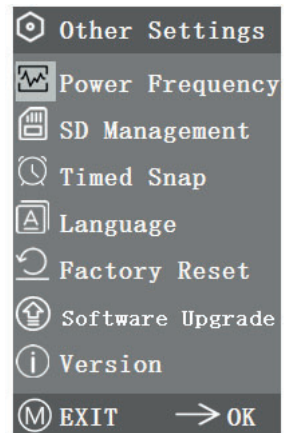 Other Settings
Power Frequency
SD Management
Timed Snap
A Language
Factory Reset
Software Upgrade
i Version
M EXIT → OK